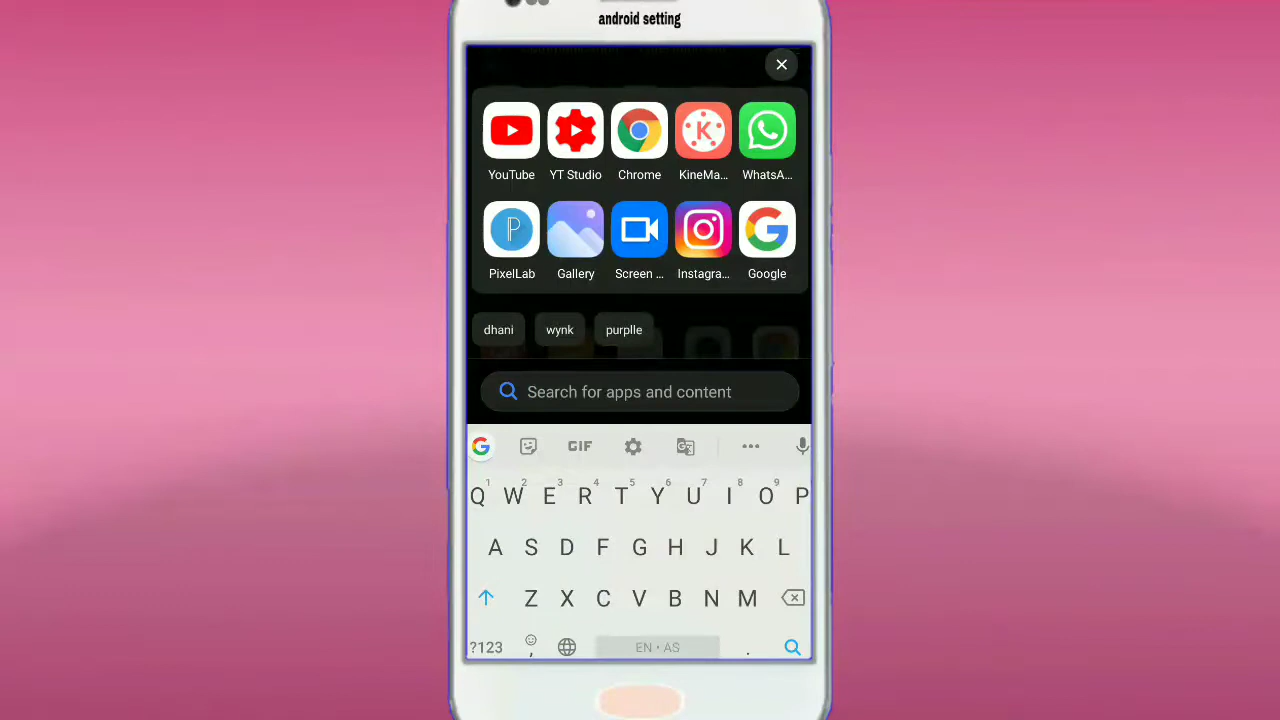 android setting
YouTube YT Studio Chrome KineMa... WhatsA...
PixelLab Gallery Screen ... Instagra... Google
dhani wynk purplle
Search for apps and content
GIF
1 2 3 4 5 6 7 8 9
Q W E R T Y U I O P
A S D F G H J K L
Z X C V B N M
?123 , EN • AS .